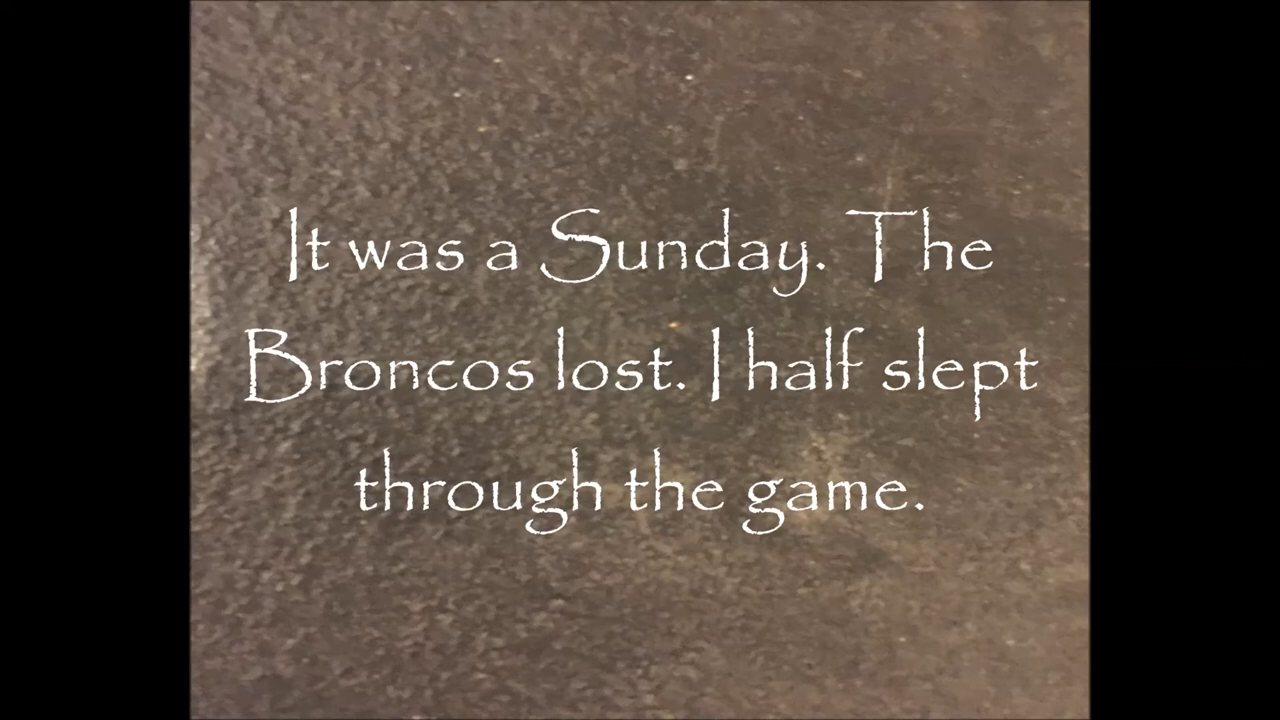 It was a Sunday. The
Broncos lost. I half slept
through the game.